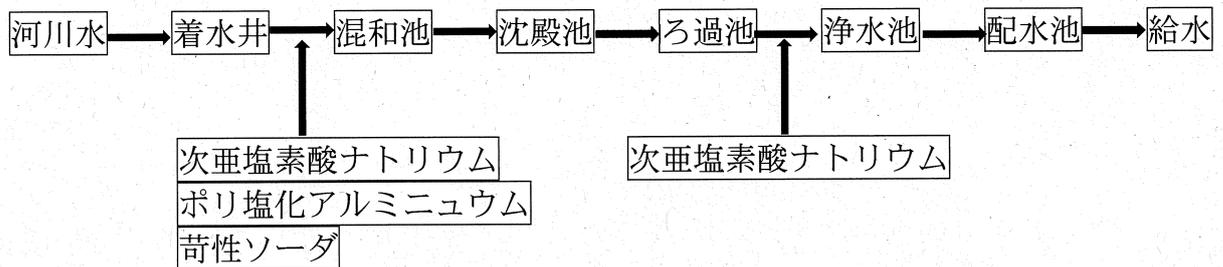 河川水 着水井 混和池 沈殿池 ろ過池 浄水池 配水池 給水
次亜塩素酸ナトリウム 次亜塩素酸ナトリウム
ポリ塩化アルミニュウム
苛性ソーダ